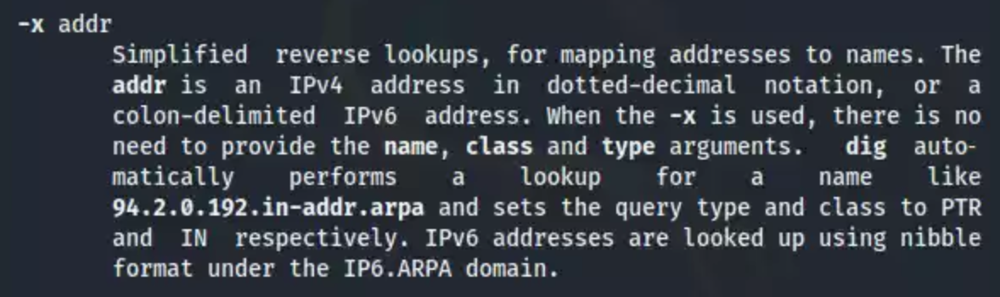 -x addr
Simplified reverse lookups, for mapping addresses to names. The
addr is an IPv4 address in dotted-decimal notation, or a
colon-delimited IPv6 address. When the -x is used, there is no
need to provide the name, class and type arguments. dig auto-
matically performs a lookup for a name like
94.2.0.192.in-addr.arpa and sets the query type and class to PTR
and IN respectively. IPv6 addresses are looked up using nibble
format under the IP6.ARPA domain.